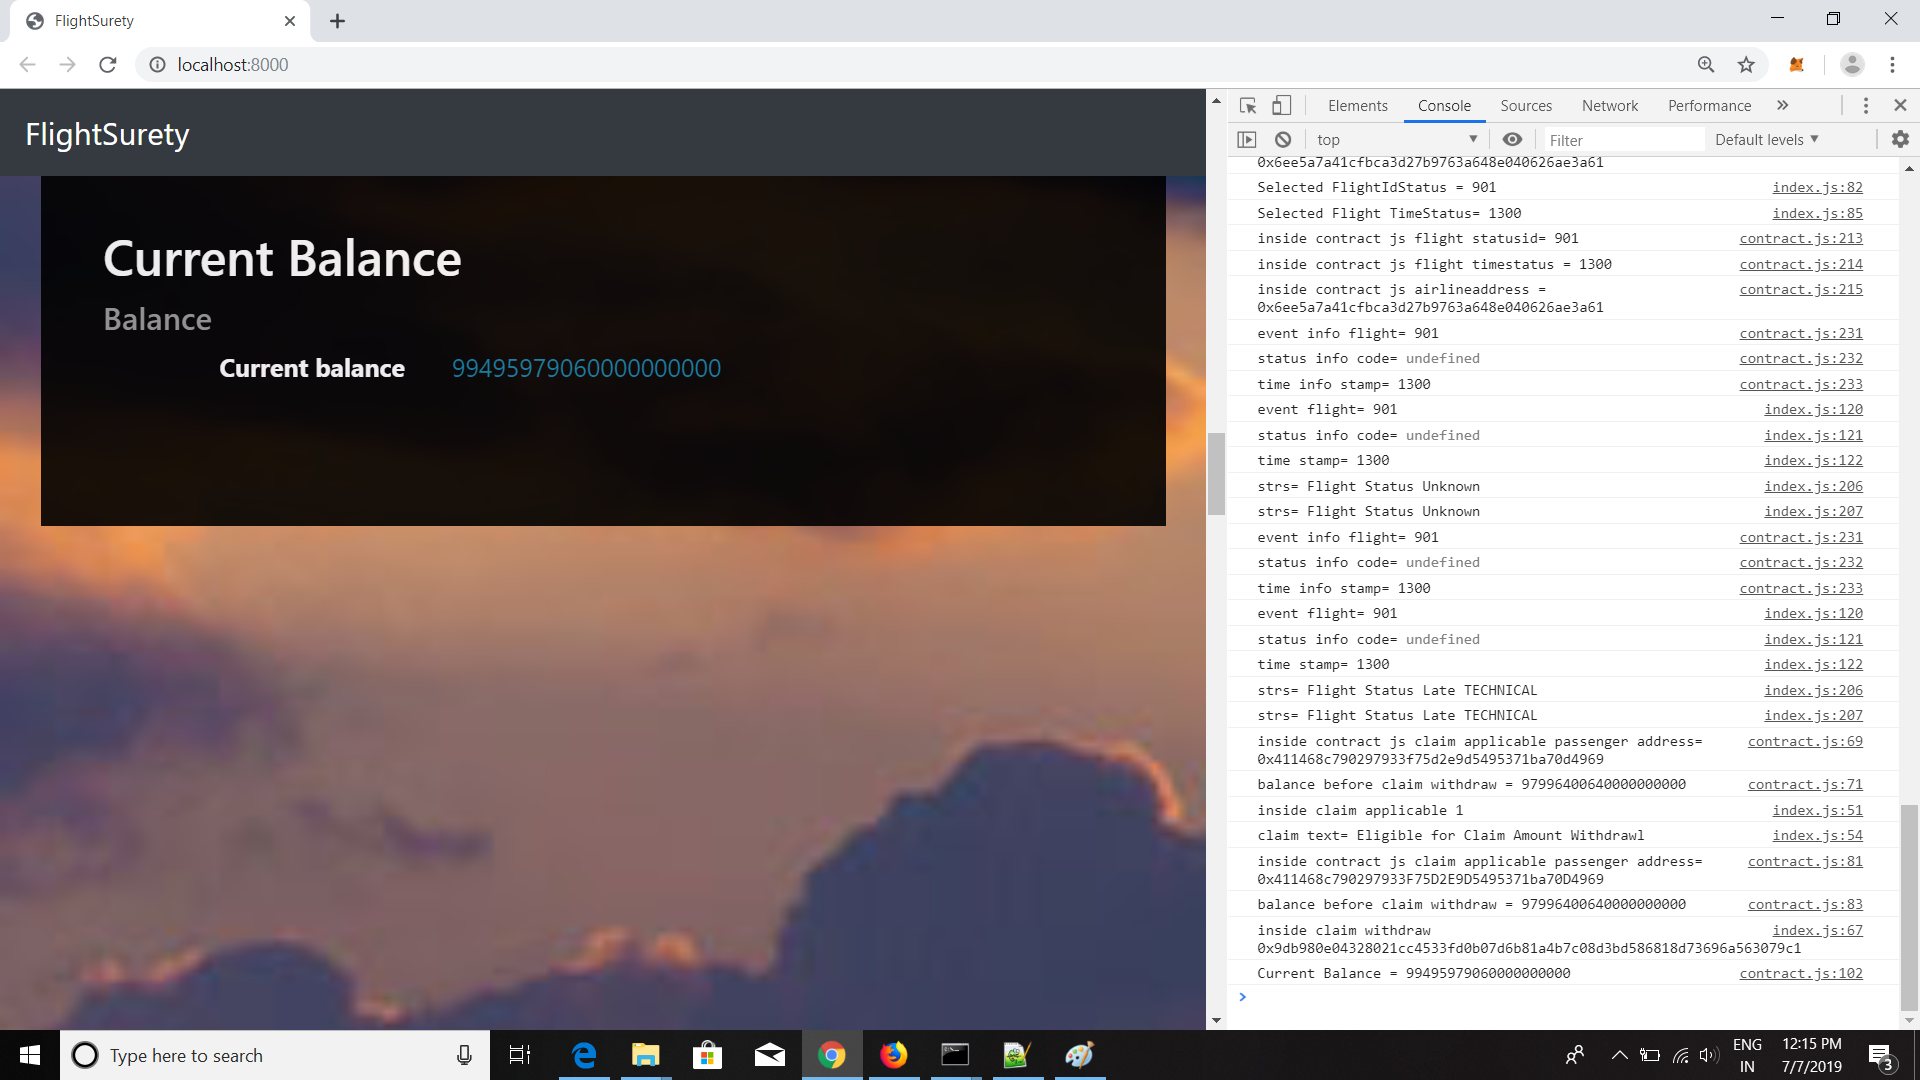 FlightSurety
localhost:8000
FlightSurety
Current Balance
Balance
Current balance 99495979060000000000
Elements Console Sources Network Performance
top Filter Default levels
0x6ee5a7a41cfbca3d27b9763a648e040626ae3a61
Selected FlightIdStatus = 901 index.js:82
Selected Flight TimeStatus= 1300 index.js:85
inside contract js flight statusid= 901 contract.js:213
inside contract js flight timestatus = 1300 contract.js:214
inside contract js airlineaddress = contract.js:215
0x6ee5a7a41cfbca3d27b9763a648e040626ae3a61
event info flight= 901 contract.js:231
status info code= undefined contract.js:232
time info stamp= 1300 contract.js:233
event flight= 901 index.js:120
status info code= undefined index.js:121
time stamp= 1300 index.js:122
strs= Flight Status Unknown index.js:206
strs= Flight Status Unknown index.js:207
event info flight= 901 contract.js:231
status info code= undefined contract.js:232
time info stamp= 1300 contract.js:233
event flight= 901 index.js:120
status info code= undefined index.js:121
time stamp= 1300 index.js:122
strs= Flight Status Late TECHNICAL index.js:206
strs= Flight Status Late TECHNICAL index.js:207
inside contract js claim applicable passenger address= contract.js:69
0x411468c790297933f75d2e9d5495371ba70d4969
balance before claim withdraw = 97996400640000000000 contract.js:71
inside claim applicable 1 index.js:51
claim text= Eligible for Claim Amount Withdrawl index.js:54
inside contract js claim applicable passenger address= contract.js:81
0x411468c790297933F75D2E9D5495371ba70D4969
balance before claim withdraw = 97996400640000000000 contract.js:83
inside claim withdraw index.js:67
0x9db980e04328021cc4533fd0b07d6b81a4b7c08d3bd586818d73696a563079c1
Current Balance = 99495979060000000000 contract.js:102
Type here to search
ENG
IN
12:15 PM
7/7/2019
3